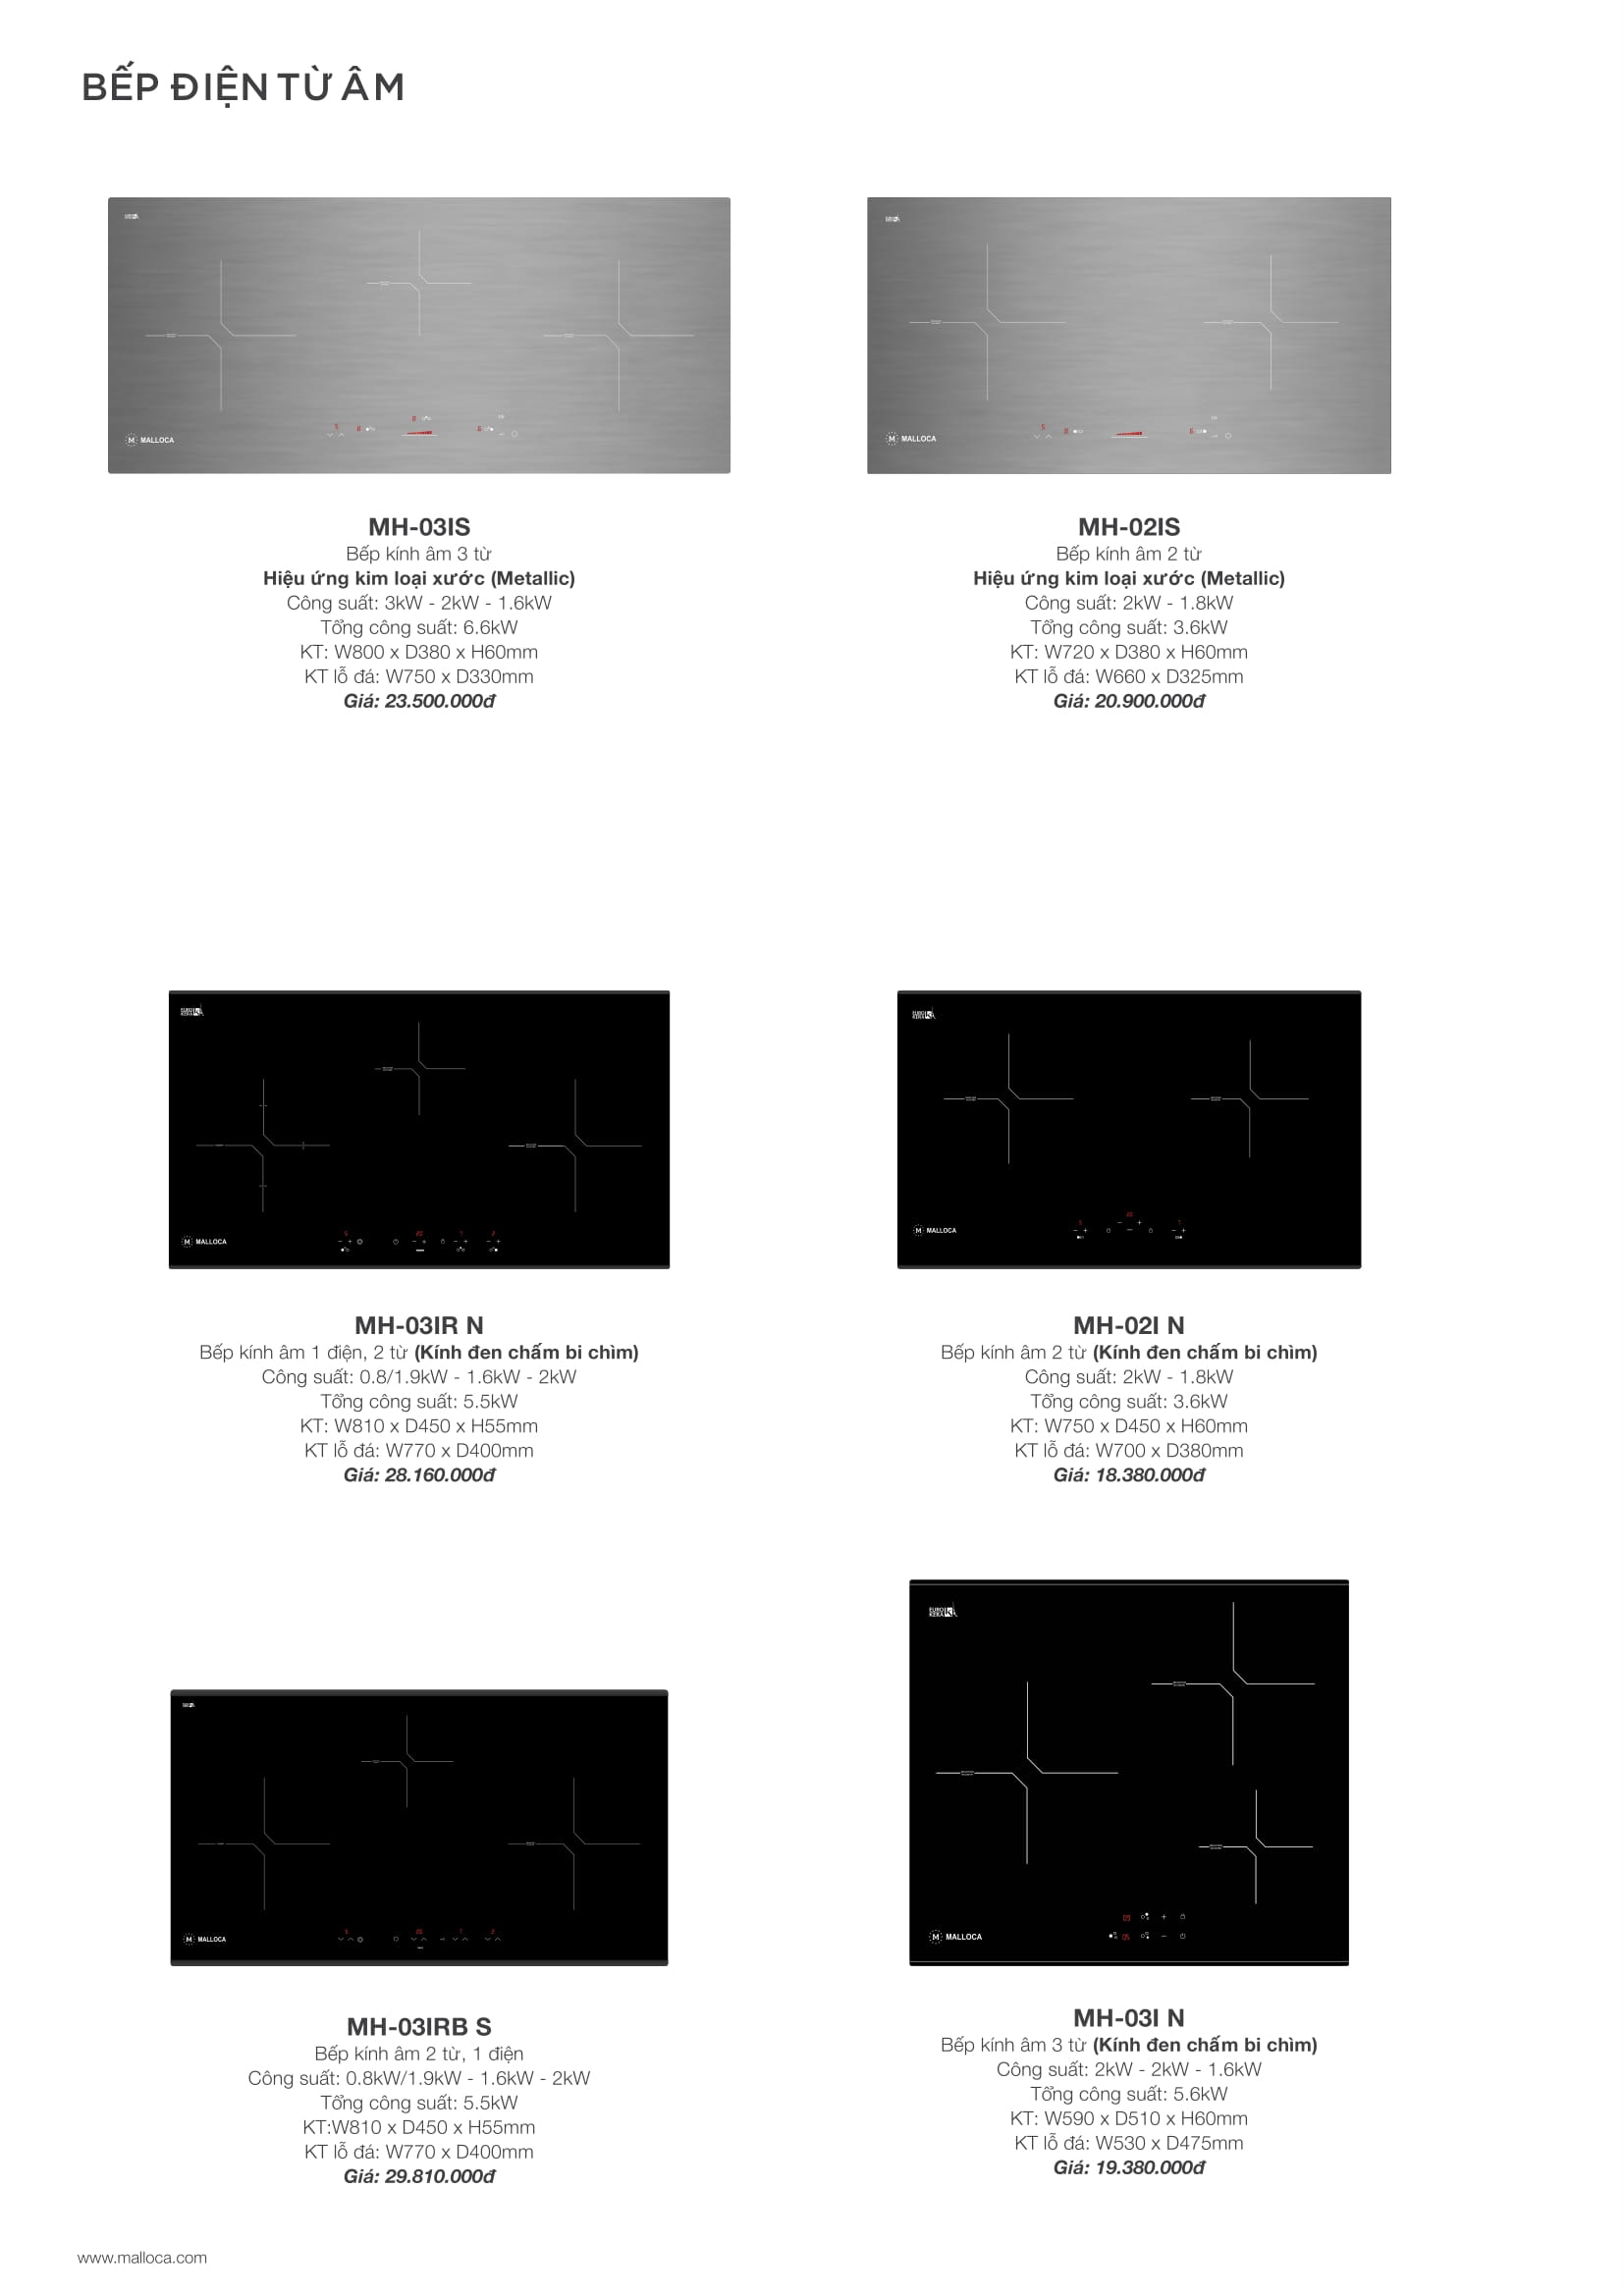 BẾP ĐIỆN TỪ ÂM
MALLOCA
MALLOCA
MH-03IS
Bếp kính âm 3 từ
Hiệu ứng kim loại xước (Metallic)
Công suất: 3kW - 2kW - 1.6kW
Tổng công suất: 6.6kW
KT: W800 x D380 x H60mm
KT lỗ đá: W750 x D330mm
Giá: 23.500.000đ
MH-02IS
Bếp kính âm 2 từ
Hiệu ứng kim loại xước (Metallic)
Công suất: 2kW - 1.8kW
Tổng công suất: 3.6kW
KT: W720 x D380 x H60mm
KT lỗ đá: W660 x D325mm
Giá: 20.900.000đ
EURO KERA
MALLOCA
EURO KERA
MALLOCA
MH-03IR N
Bếp kính âm 1 điện, 2 từ (Kính đen chấm bi chìm)
Công suất: 0.8/1.9kW - 1.6kW - 2kW
Tổng công suất: 5.5kW
KT: W810 x D450 x H55mm
KT lỗ đá: W770 x D400mm
Giá: 28.160.000đ
MH-02I N
Bếp kính âm 2 từ (Kính đen chấm bi chìm)
Công suất: 2kW - 1.8kW
Tổng công suất: 3.6kW
KT: W750 x D450 x H60mm
KT lỗ đá: W700 x D380mm
Giá: 18.380.000đ
MALLOCA
EURO
KERA
MALLOCA
MH-03IRB S
Bếp kính âm 2 từ, 1 điện
Công suất: 0.8kW/1.9kW - 1.6kW - 2kW
Tổng công suất: 5.5kW
KT:W810 x D450 x H55mm
KT lỗ đá: W770 x D400mm
Giá: 29.810.000đ
MH-03I N
Bếp kính âm 3 từ (Kính đen chấm bi chìm)
Công suất: 2kW - 2kW - 1.6kW
Tổng công suất: 5.6kW
KT: W590 x D510 x H60mm
KT lỗ đá: W530 x D475mm
Giá: 19.380.000đ
www.malloca.com